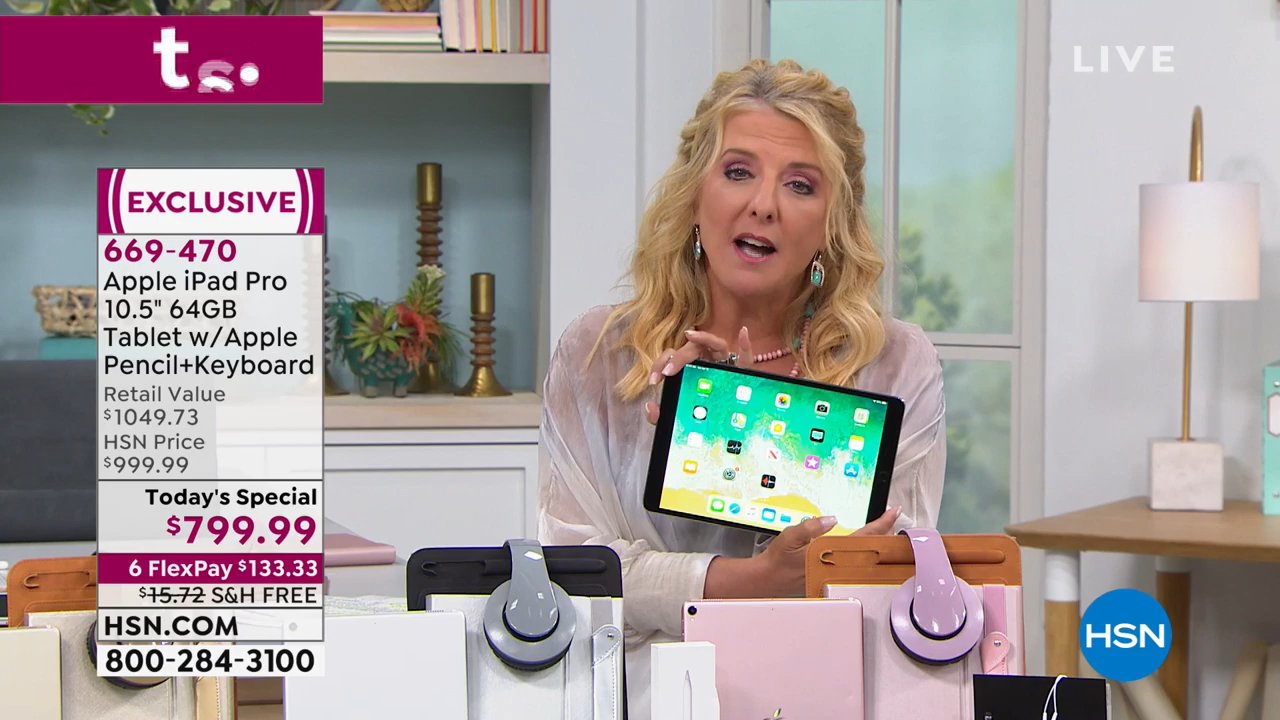 ts.
LIVE
EXCLUSIVE
669-470
Apple iPad Pro
10.5" 64GB
Tablet w/Apple
Pencil+Keyboard
Retail Value
$1049.73
HSN Price
$999.99
Today's Special
$799.99
6 FlexPay $133.33
$15.72 S&H FREE
HSN.COM
800-284-3100
HSN